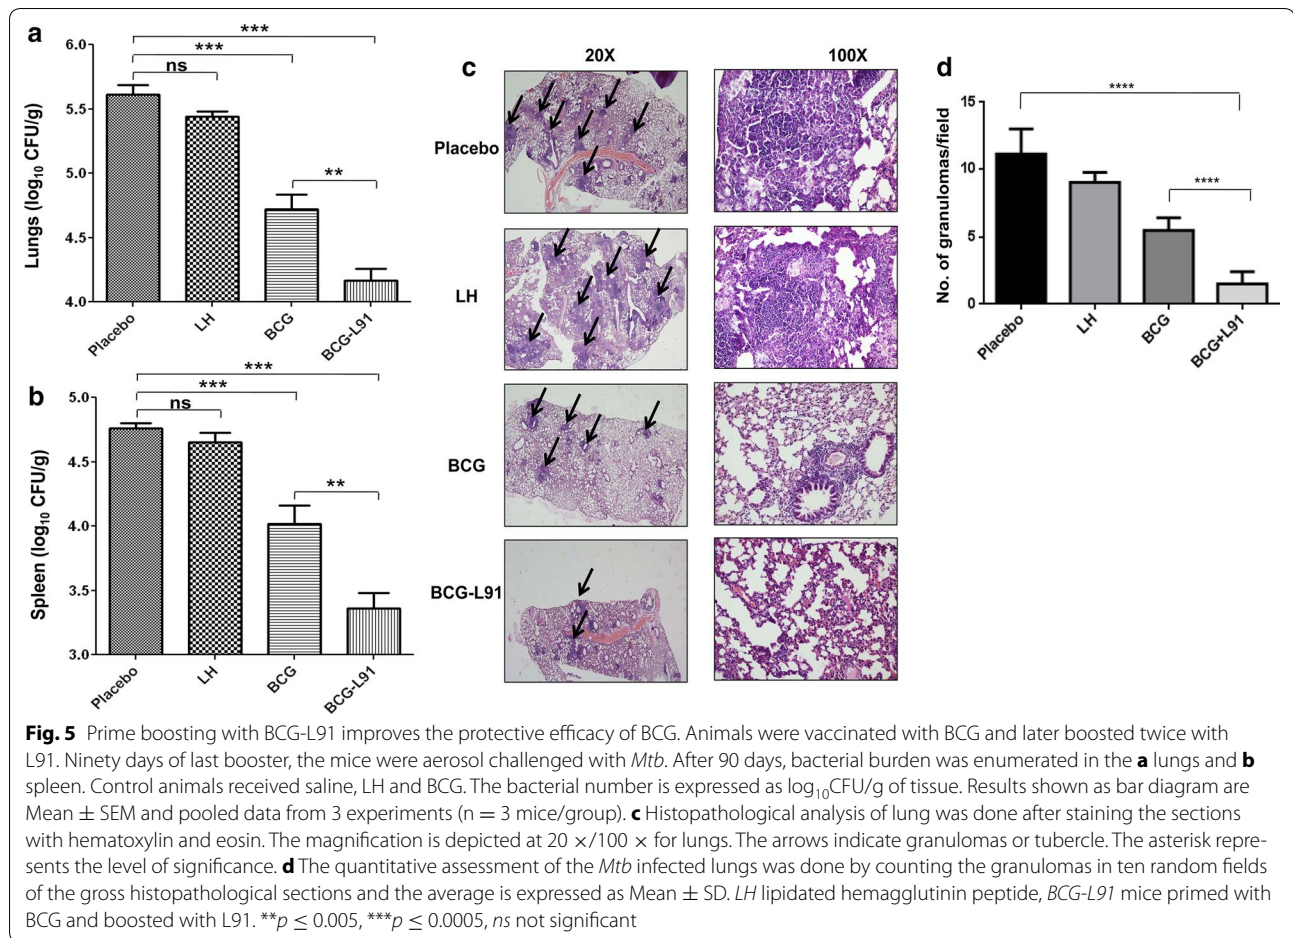 a
6.0
5.5
5.0
4.5
4.0
Lungs (log10 CFU/g)
***
***
ns
**
Placebo
LH
BCG
BCG-L91
b
5.0
4.5
4.0
3.5
3.0
Spleen (log10 CFU/g)
***
***
ns
**
Placebo
LH
BCG
BCG-L91
c
20X
100X
Placebo
LH
BCG
BCG-L91
d
15
10
5
0
No. of granulomas/field
****
****
Placebo
LH
BCG
BCG+L91
Fig. 5 Prime boosting with BCG-L91 improves the protective efficacy of BCG. Animals were vaccinated with BCG and later boosted twice with
L91. Ninety days of last booster, the mice were aerosol challenged with Mtb. After 90 days, bacterial burden was enumerated in the a lungs and b
spleen. Control animals received saline, LH and BCG. The bacterial number is expressed as log10CFU/g of tissue. Results shown as bar diagram are
Mean ± SEM and pooled data from 3 experiments (n = 3 mice/group). c Histopathological analysis of lung was done after staining the sections
with hematoxylin and eosin. The magnification is depicted at 20 ×/100 × for lungs. The arrows indicate granulomas or tubercle. The asterisk repre-
sents the level of significance. d The quantitative assessment of the Mtb infected lungs was done by counting the granulomas in ten random fields
of the gross histopathological sections and the average is expressed as Mean ± SD. LH lipidated hemagglutinin peptide, BCG-L91 mice primed with
BCG and boosted with L91. **p ≤ 0.005, ***p ≤ 0.0005, ns not significant